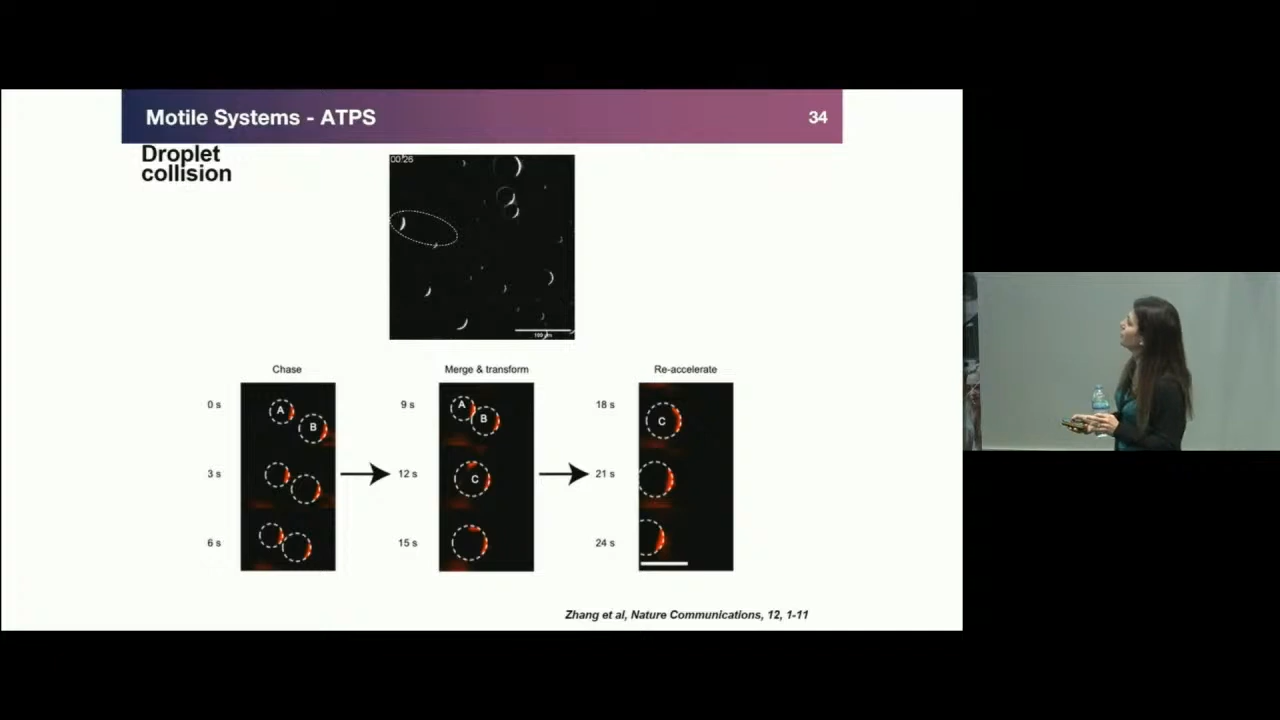 Motile Systems - ATPS
34
Droplet
collision
00:26
Chase
Merge & transform
Re-accelerate
0 s
A
B
9 s
A
B
18 s
C
3 s
12 s
C
21 s
6 s
15 s
24 s
Zhang et al, Nature Communications, 12, 1-11